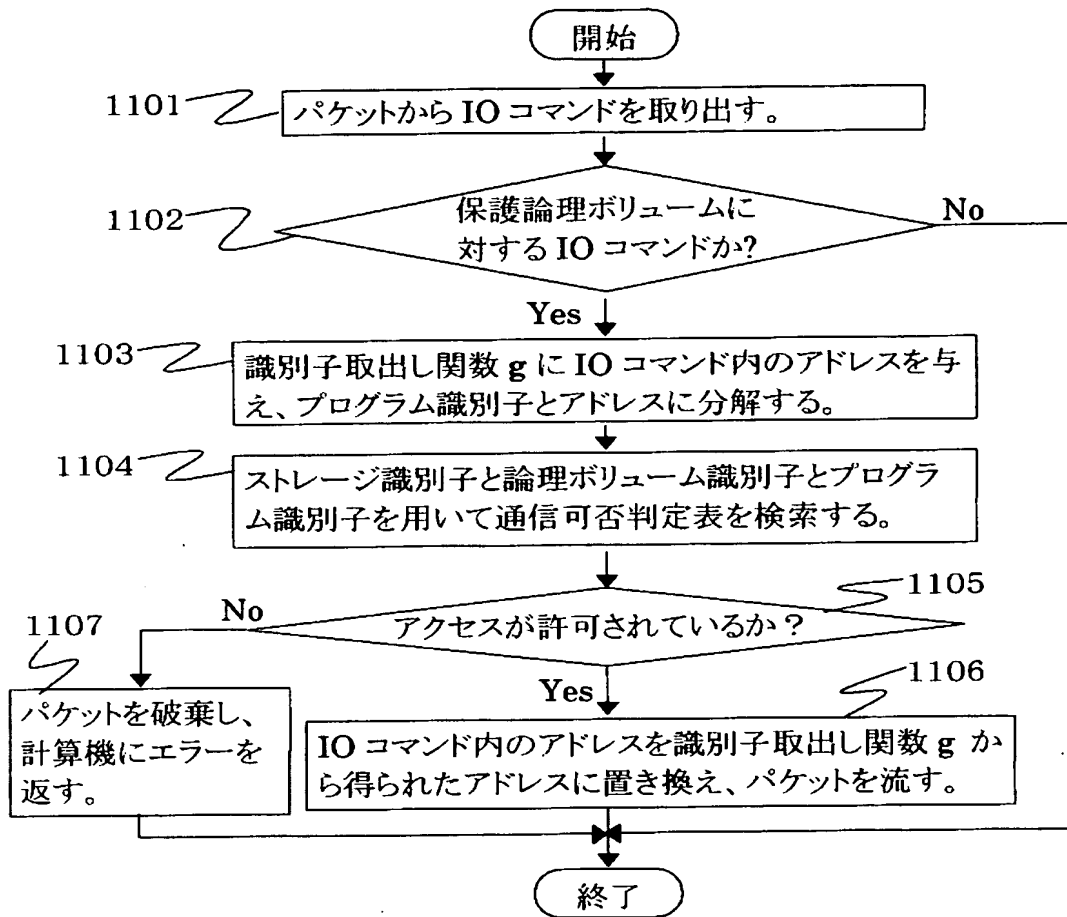 開始
1101
パケットから IO コマンドを取り出す。
1102
保護論理ボリュームに
対する IO コマンドか?
No
Yes
1103
識別子取出し関数 g に IO コマンド内のアドレスを与
え、プログラム識別子とアドレスに分解する。
1104
ストレージ識別子と論理ボリューム識別子とプログラ
ム識別子を用いて通信可否判定表を検索する。
1105
アクセスが許可されているか?
No
Yes
1107
パケットを破棄し、
計算機にエラーを
返す。
1106
IO コマンド内のアドレスを識別子取出し関数 g か
ら得られたアドレスに置き換え、パケットを流す。
終了